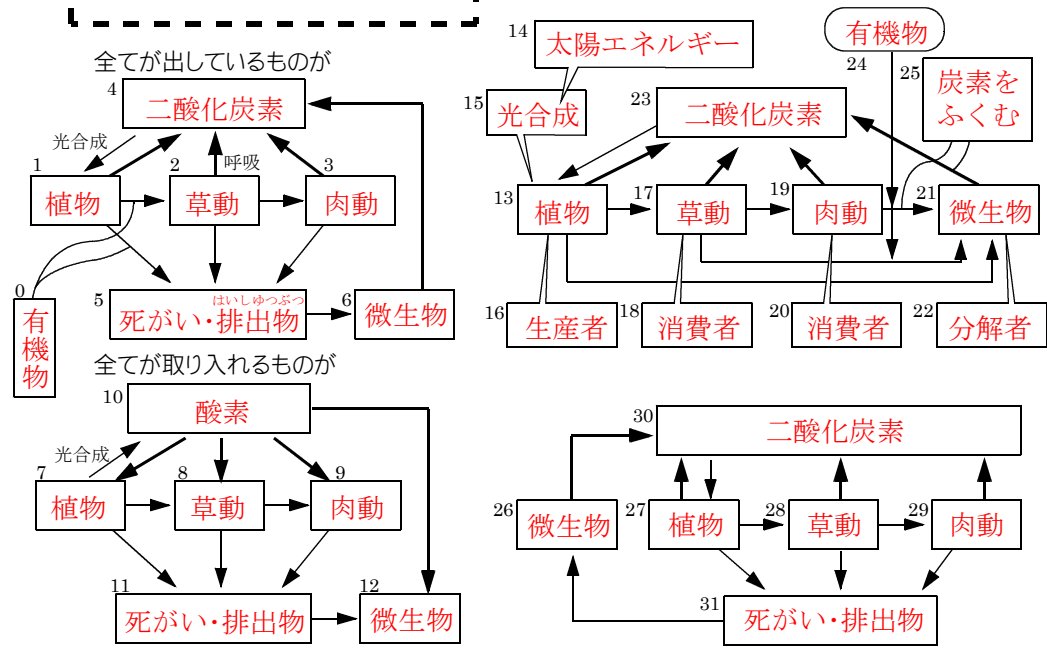 全てが出しているものが
4
二酸化炭素
光合成
呼吸
1
植物
2
草動
3
肉動
0
有機物
5
はいしゆつぶつ
死がい・排出物
6
微生物
全てが取り入れるものが
10
酸素
光合成
7
植物
8
草動
9
肉動
11
死がい・排出物
12
微生物
14
太陽エネルギー
15
光合成
23
二酸化炭素
有機物
24
25
炭素を
ふくむ
13
植物
17
草動
19
肉動
21
微生物
16
生産者
18
消費者
20
消費者
22
分解者
30
二酸化炭素
26
微生物
27
植物
28
草動
29
肉動
31
死がい・排出物